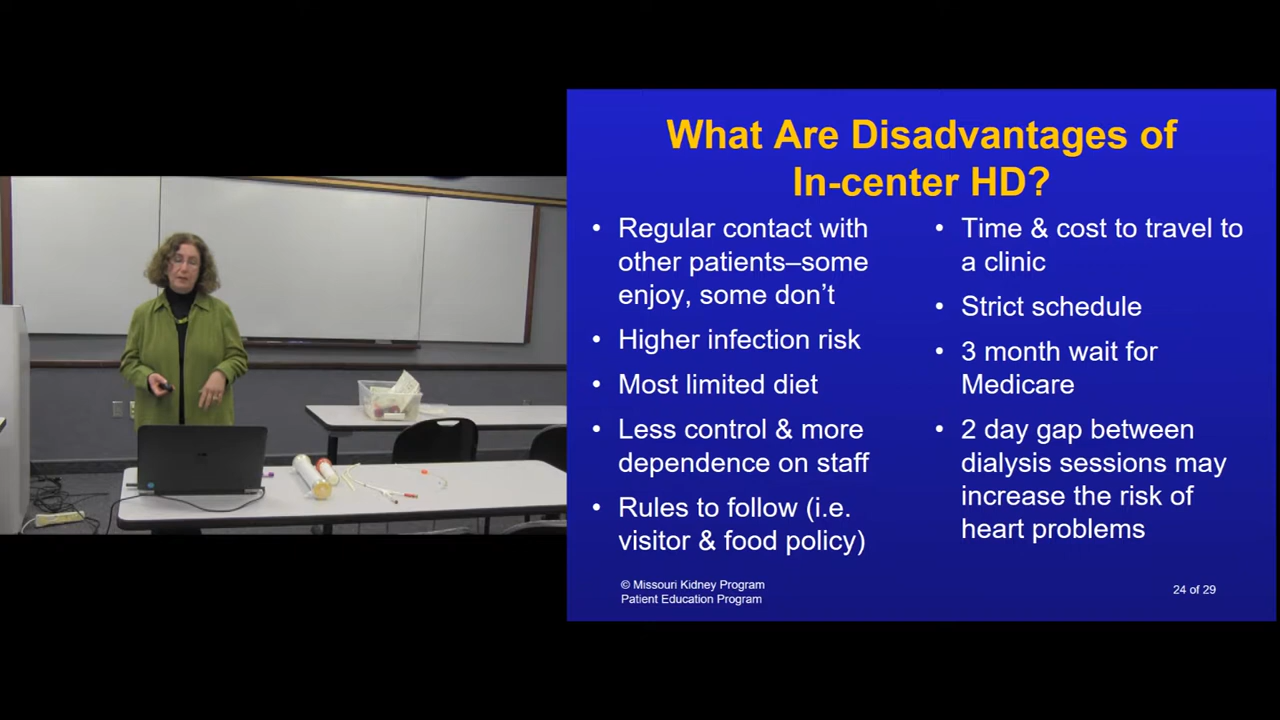 What Are Disadvantages of
In-center HD?
• Regular contact with
other patients–some
enjoy, some don’t
• Higher infection risk
• Most limited diet
• Less control & more
dependence on staff
• Rules to follow (i.e.
visitor & food policy)
• Time & cost to travel to
a clinic
• Strict schedule
• 3 month wait for
Medicare
• 2 day gap between
dialysis sessions may
increase the risk of
heart problems
© Missouri Kidney Program
Patient Education Program
24 of 29